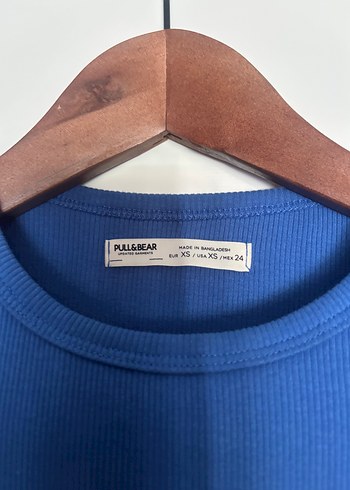 PULL&BEAR
UPDATED GARMENTS
MADE IN BANGLADESH
EUR XS / USA XS / MEX 24